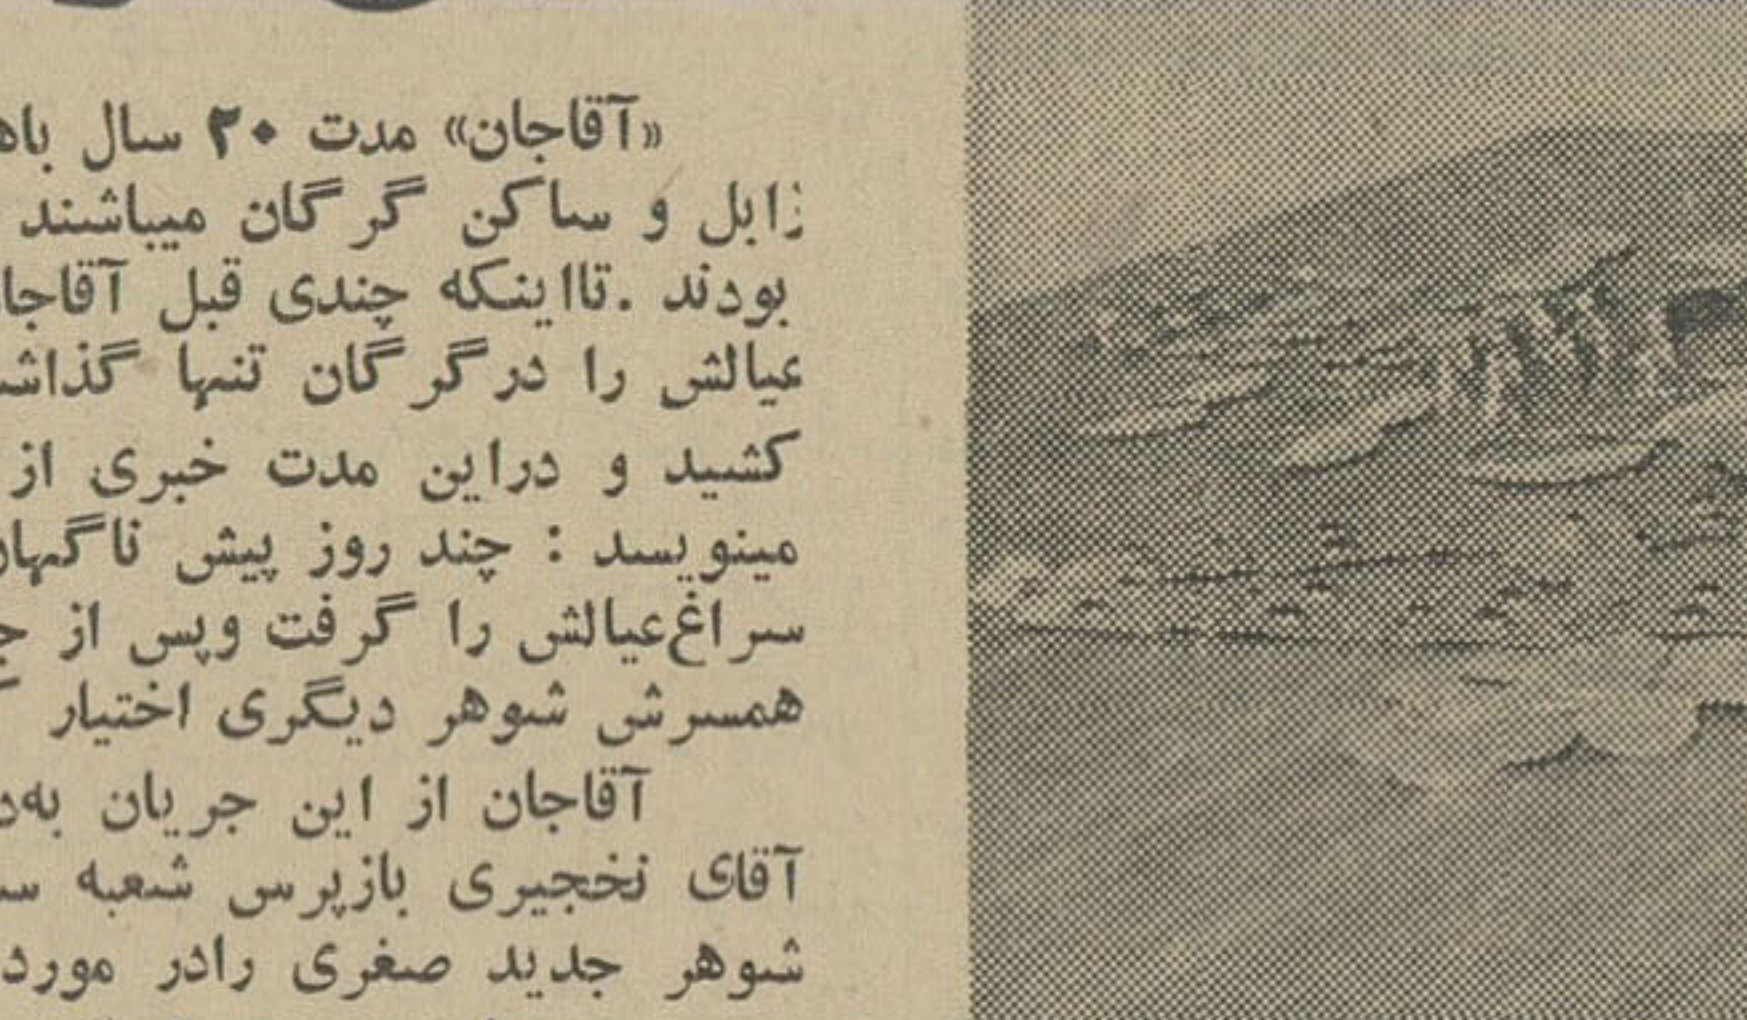 «آقاجان» مدت ۲۰ سال باه
زابل و ساکن گرگان میباشند
بودند . تااینکه چندی قبل آقاجا
عیالش را درگرگان تنها گذاش
کشید و دراین مدت خبری از
مینویسد : چند روز پیش ناگهان
سراغ عیالش را گرفت وپس از ج
همسرش شوهر دیگری اختیار
آقاجان از این جریان به‌د
آقای نخجیری بازپرس شعبه س
شوهر جدید صغری رادر مورد